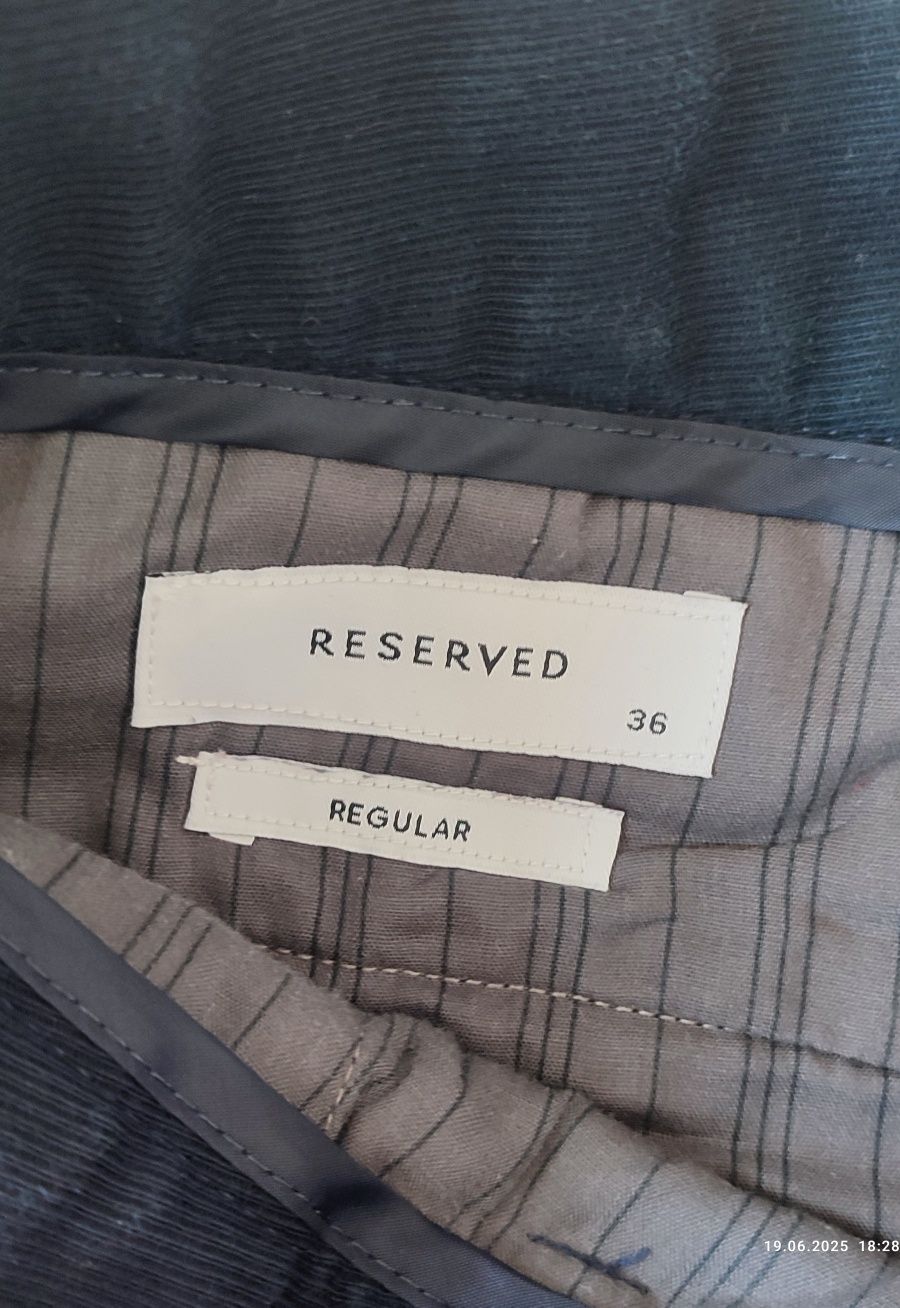 RESERVED
36
REGULAR
19.06.2025 18:28